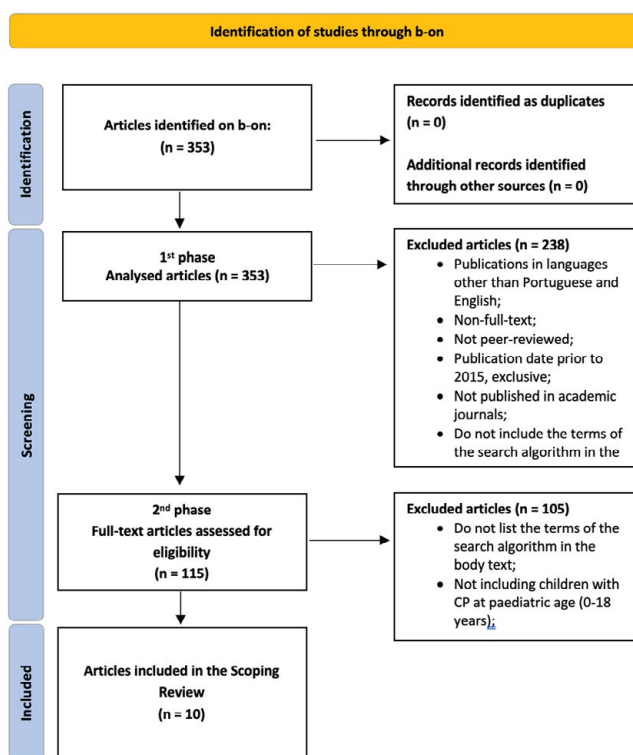 Identification of studies through b-on
Identification
Articles identified on b-on:
(n = 353)
Records identified as duplicates
(n = 0)
Additional records identified
through other sources (n = 0)
Screening
1st phase
Analysed articles (n = 353)
Excluded articles (n = 238)
• Publications in languages
other than Portuguese and
English;
• Non-full-text;
• Not peer-reviewed;
• Publication date prior to
2015, exclusive;
• Not published in academic
journals;
• Do not include the terms of
the search algorithm in the
2nd phase
Full-text articles assessed for
eligibility
(n = 115)
Excluded articles (n = 105)
• Do not list the terms of the
search algorithm in the
body text;
• Not including children with
CP at paediatric age (0-18
years);
Included
Articles included in the Scoping
Review
(n = 10)